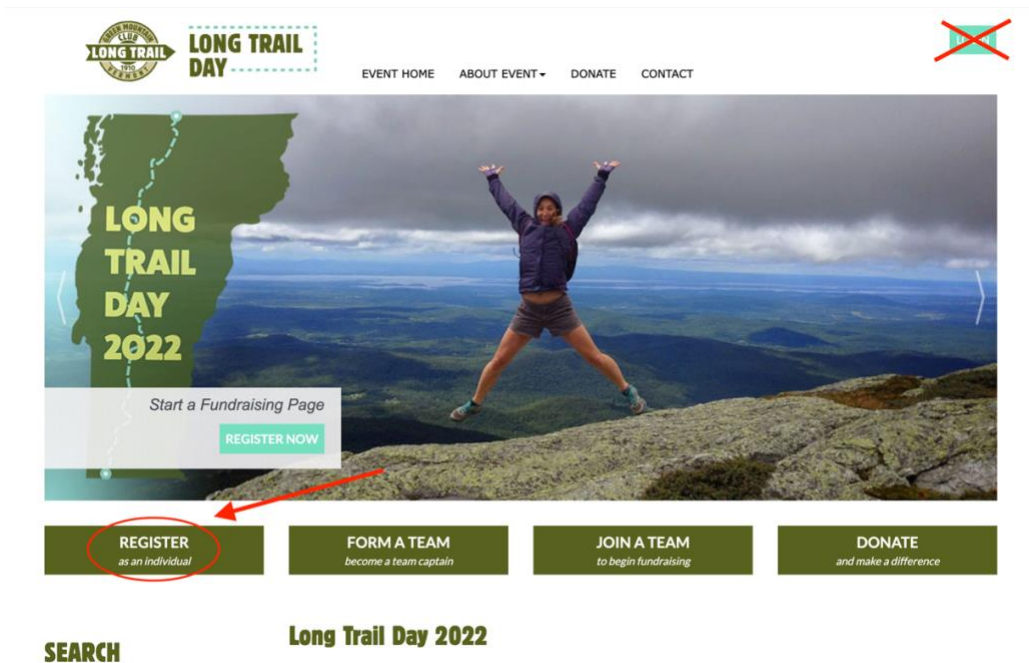 GREEN MOUNTAIN
CLUB
LONG TRAIL
1910
VERMONT
LONG TRAIL
DAY
EVENT HOME
ABOUT EVENT
DONATE
CONTACT
LONG
TRAIL
DAY
2022
Start a Fundraising Page
REGISTER NOW
REGISTER
as an individual
FORM A TEAM
become a team captain
JOIN A TEAM
to begin fundraising
DONATE
and make a difference
SEARCH
Long Trail Day 2022